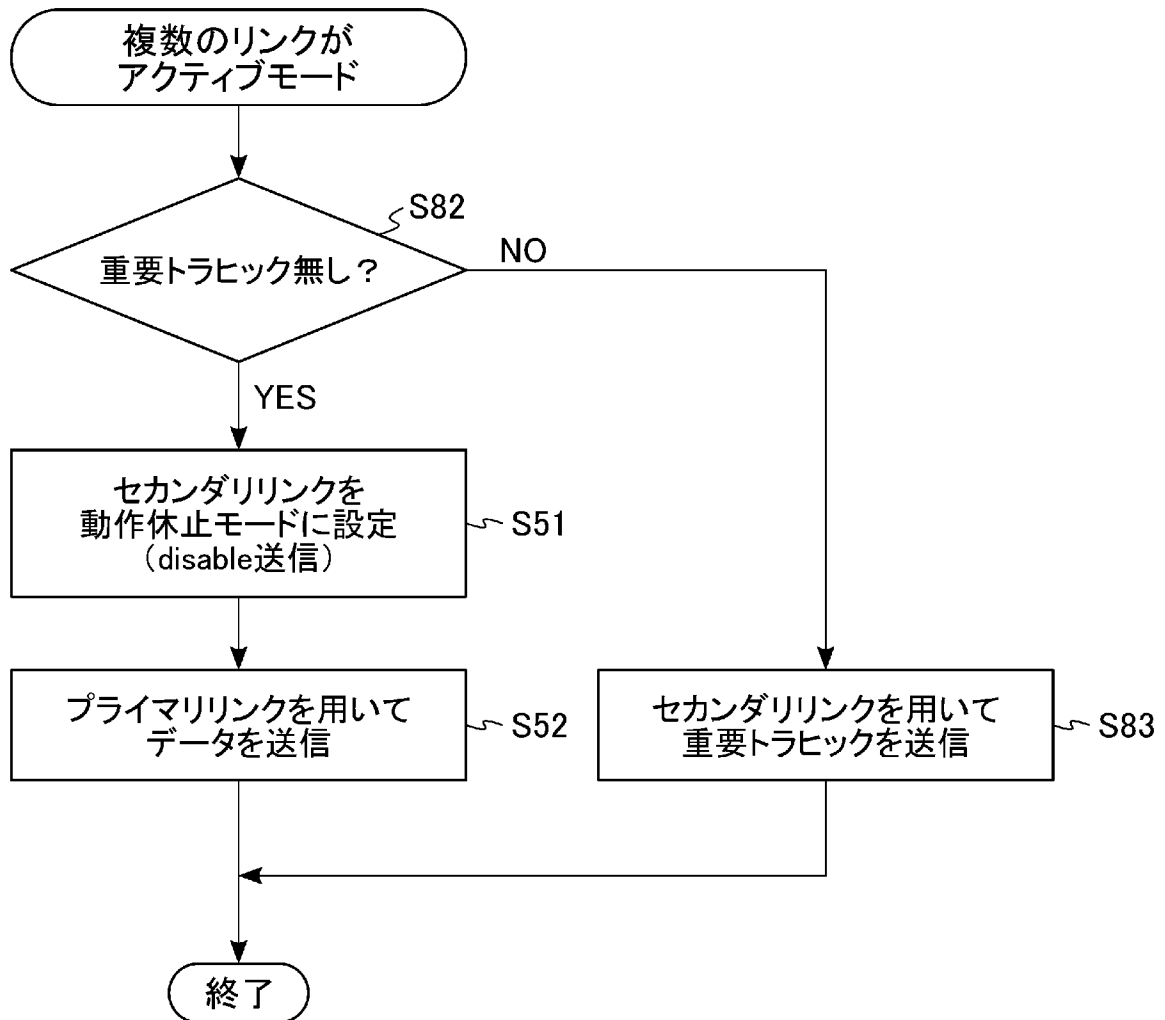 複数のリンクが
アクティブモード
S82
重要トラヒック無し？
NO
YES
セカンダリリンクを
動作休止モードに設定
（disable送信）
S51
プライマリリンクを用いて
データを送信
S52
セカンダリリンクを用いて
重要トラヒックを送信
S83
終了